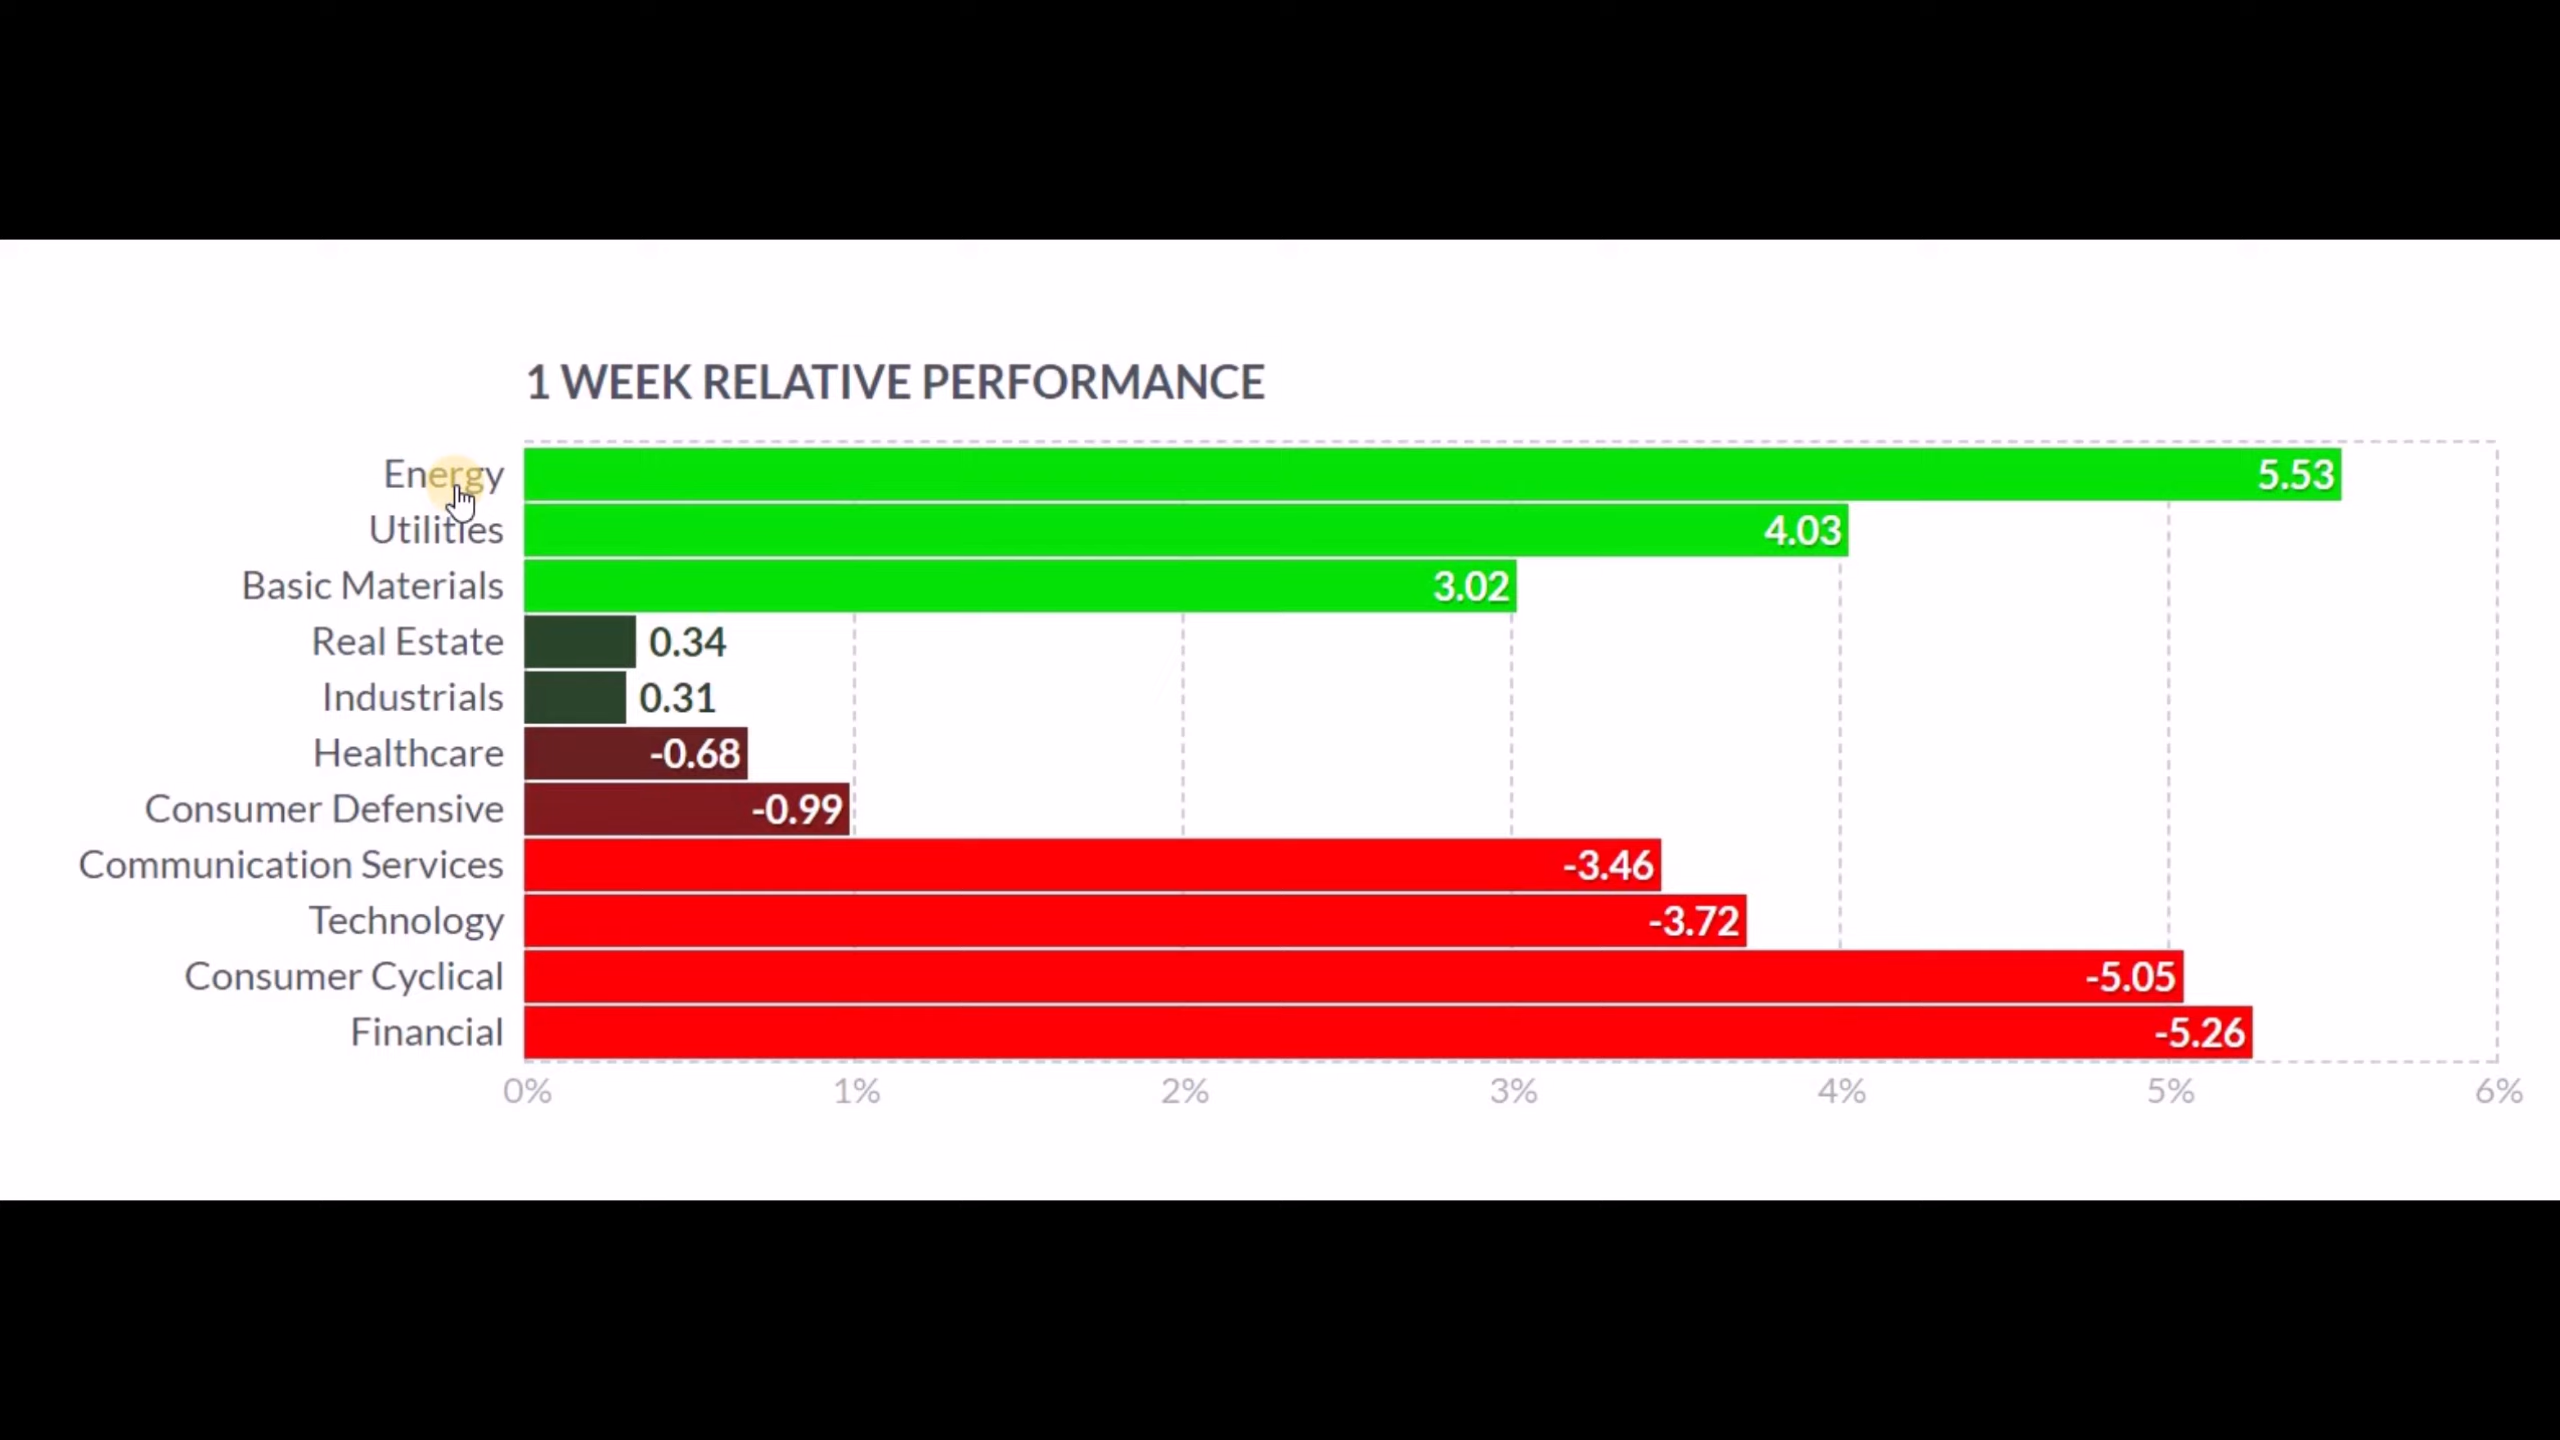 1 WEEK RELATIVE PERFORMANCE
Energy 5.53
Utilities 4.03
Basic Materials 3.02
Real Estate 0.34
Industrials 0.31
Healthcare -0.68
Consumer Defensive -0.99
Communication Services -3.46
Technology -3.72
Consumer Cyclical -5.05
Financial -5.26
0% 1% 2% 3% 4% 5% 6%